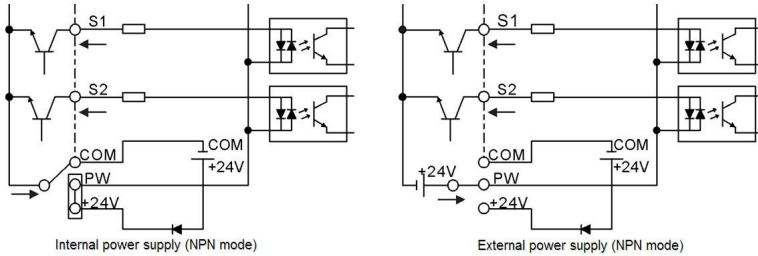 S1
S2
COM
COM
+24V
PW
+24V
Internal power supply (NPN mode)
S1
S2
COM
COM
+24V
+24V
PW
+24V
External power supply (NPN mode)